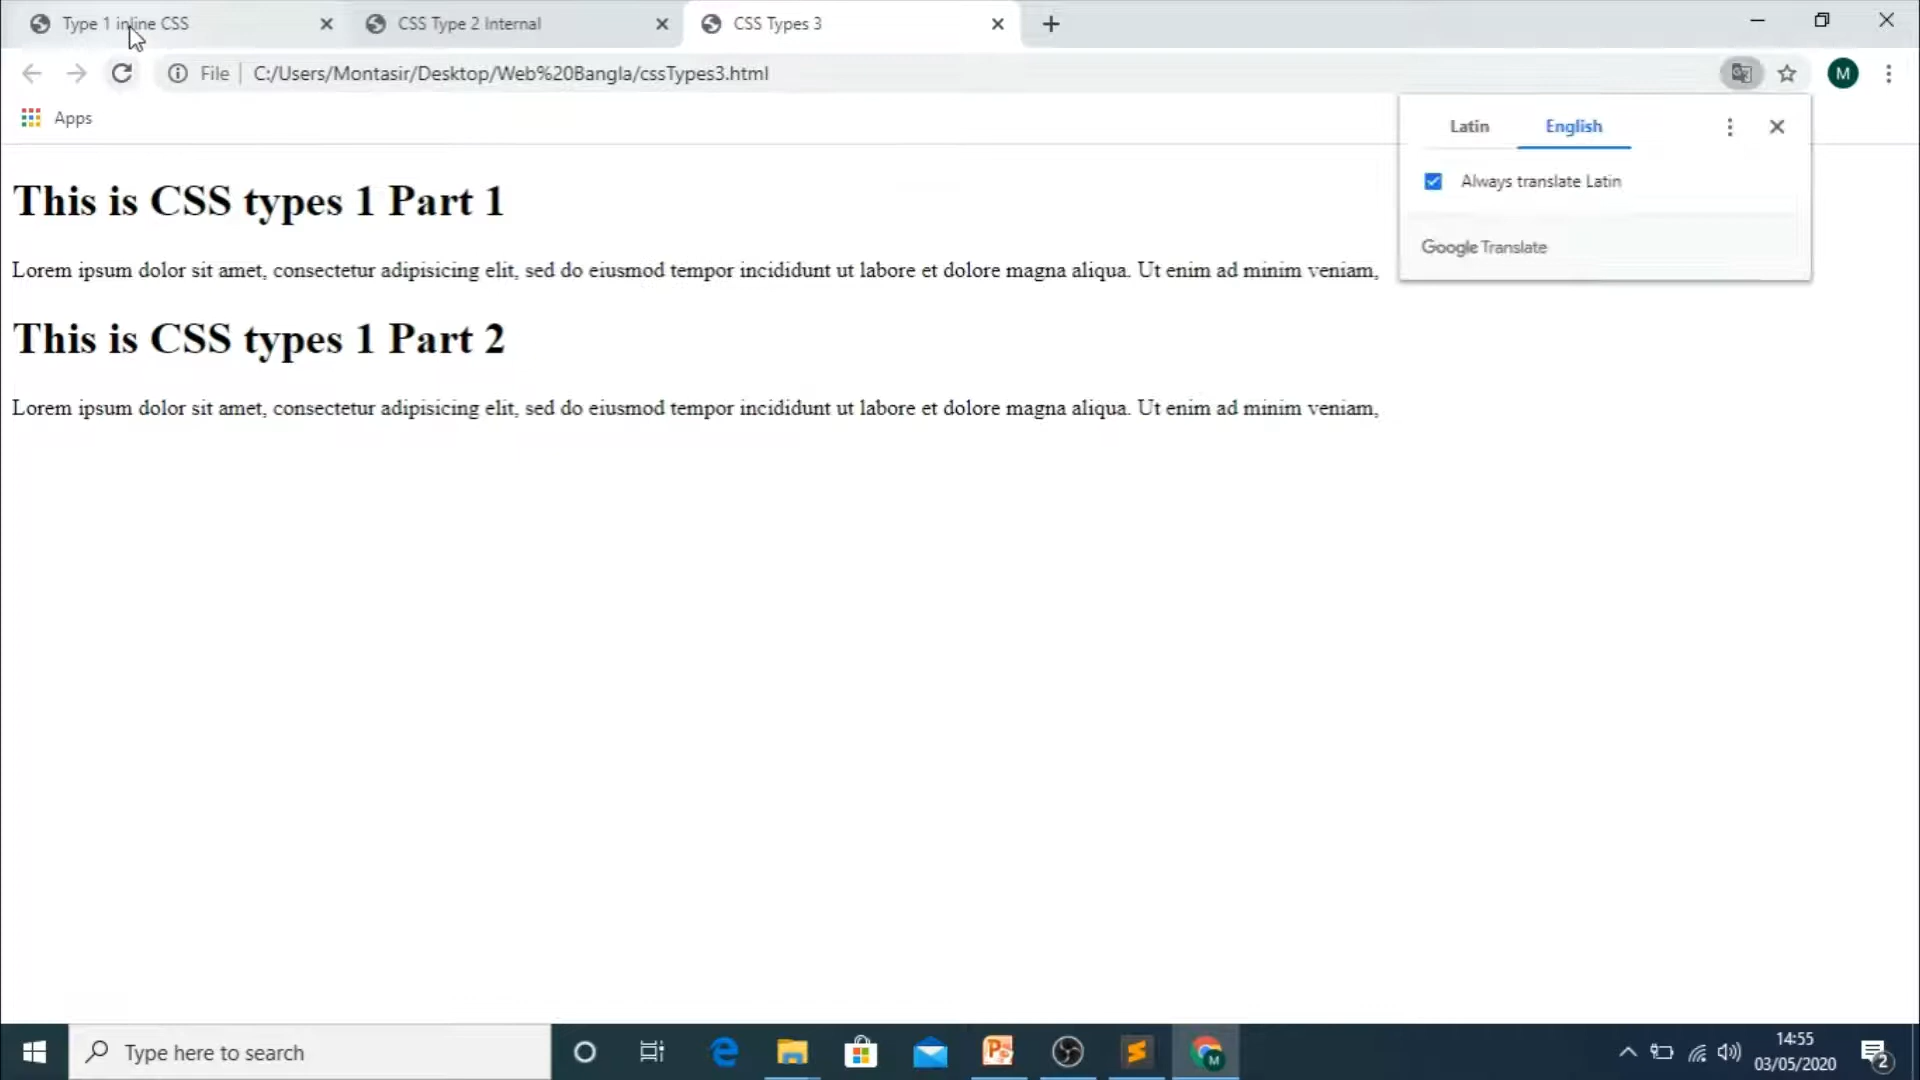 Type 1 inline CSS
CSS Type 2 Internal
CSS Types 3
File
C:/Users/Montasir/Desktop/Web%20Bangla/cssTypes3.html
M
Apps
Latin
English
Always translate Latin
Google Translate
This is CSS types 1 Part 1
Lorem ipsum dolor sit amet, consectetur adipisicing elit, sed do eiusmod tempor incididunt ut labore et dolore magna aliqua. Ut enim ad minim veniam,
This is CSS types 1 Part 2
Lorem ipsum dolor sit amet, consectetur adipisicing elit, sed do eiusmod tempor incididunt ut labore et dolore magna aliqua. Ut enim ad minim veniam,
Type here to search
M
14:55
03/05/2020
2